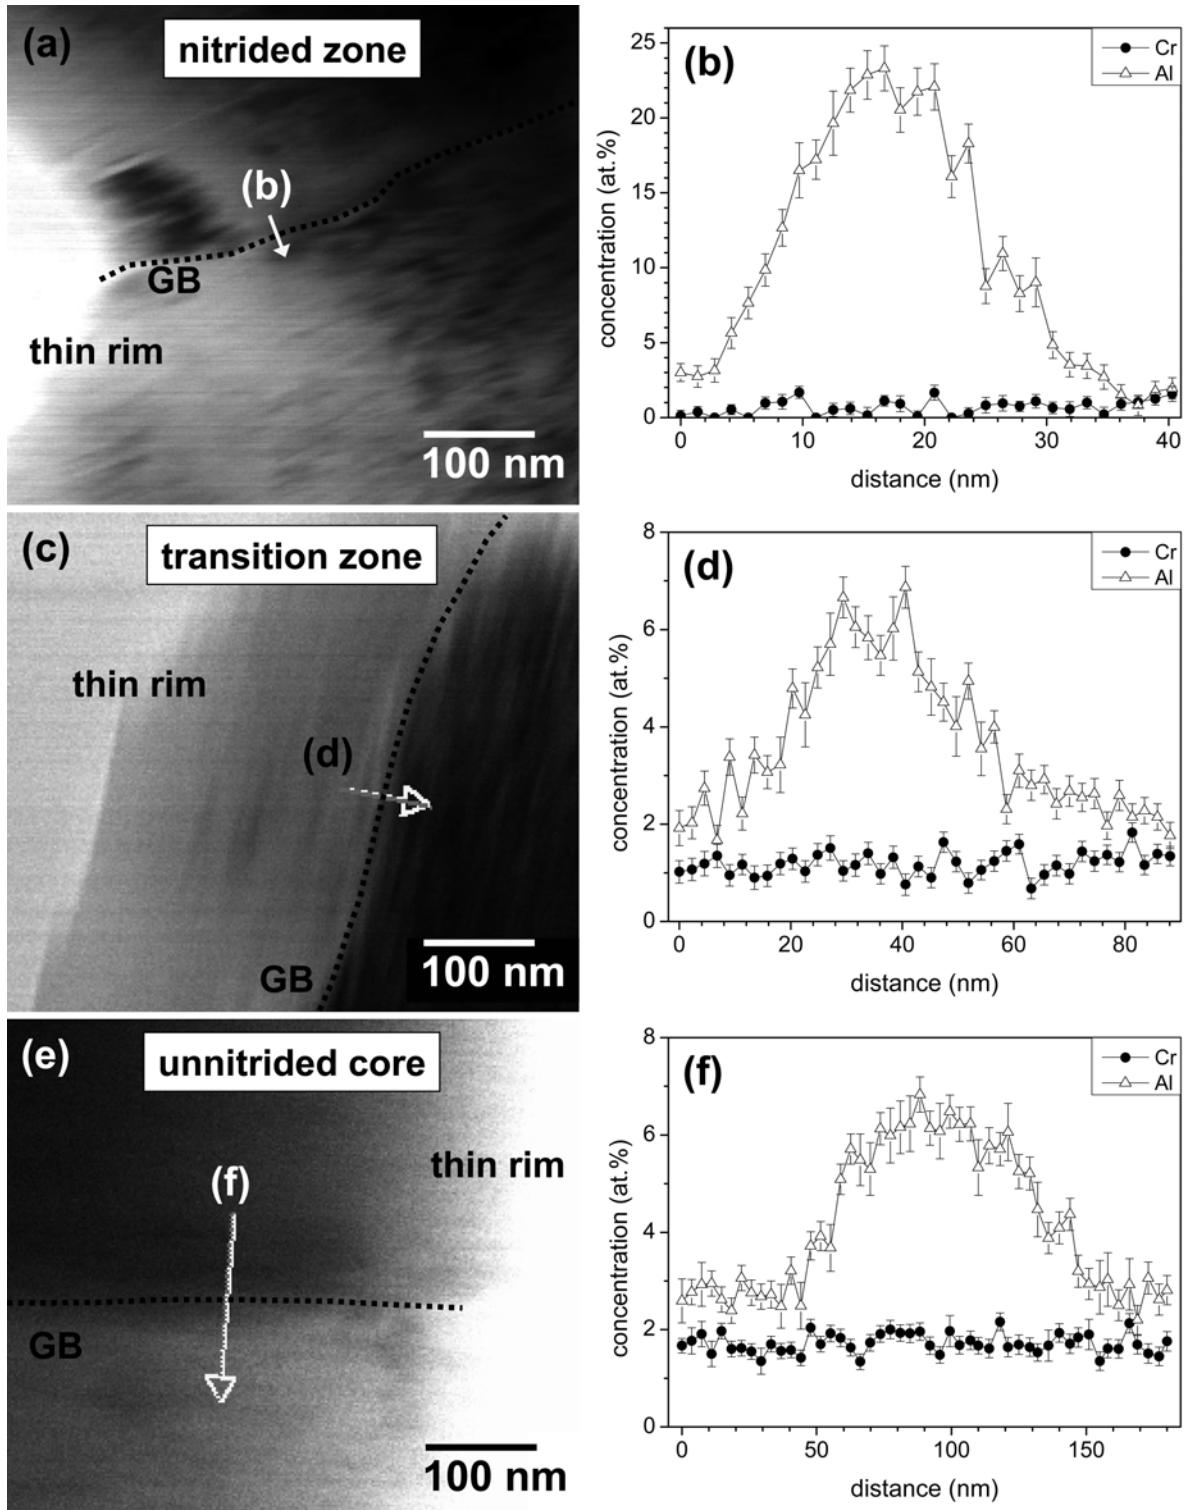 (a)
nitrided zone
(b)
GB
thin rim
100 nm
(b)
Cr
Al
concentration (at.%)
25
20
15
10
5
0
0 10 20 30 40
distance (nm)
(c)
transition zone
thin rim
(d)
GB
100 nm
(d)
Cr
Al
concentration (at.%)
8
6
4
2
0
0 20 40 60 80
distance (nm)
(e)
unnitrided core
thin rim
(f)
GB
100 nm
(f)
Cr
Al
concentration (at.%)
8
6
4
2
0
0 50 100 150
distance (nm)